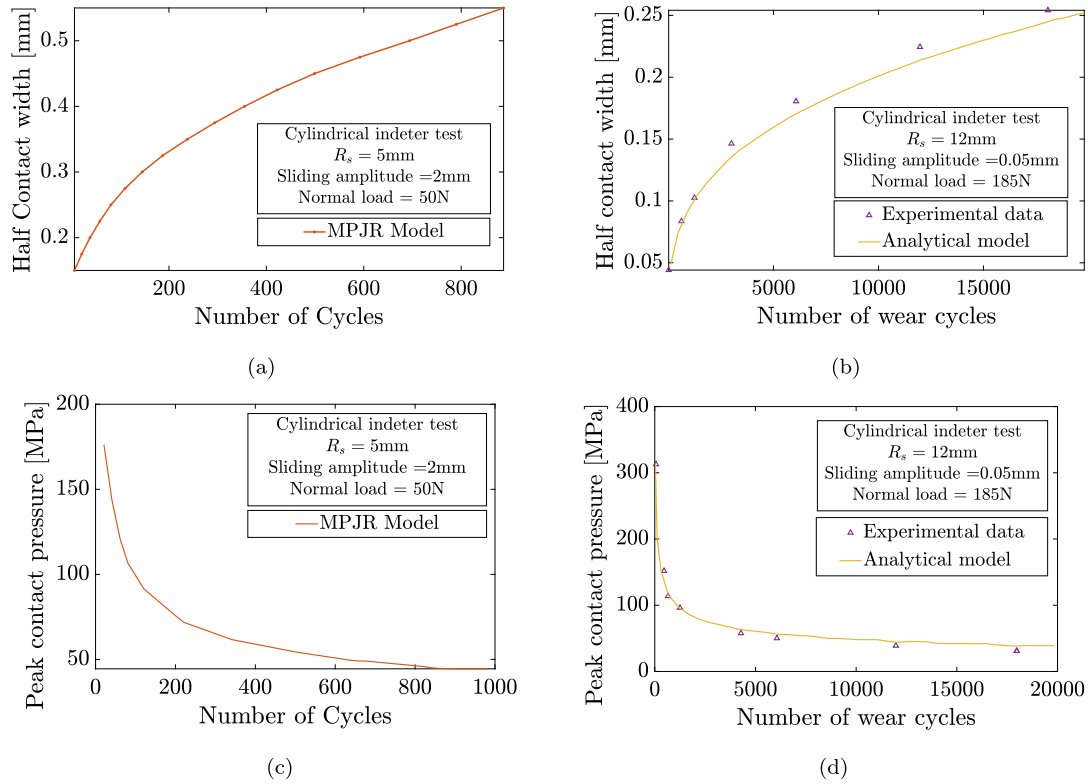 Half Contact width [mm]
0.5
0.4
0.3
0.2
Cylindrical indeter test
R_s = 5mm
Sliding amplitude =2mm
Normal load = 50N
MPJR Model
200
400
600
800
Number of Cycles
(a)
Half contact width [mm]
0.25
0.2
0.15
0.1
0.05
Cylindrical indeter test
R_s = 12mm
Sliding amplitude =0.05mm
Normal load = 185N
Experimental data
Analytical model
5000
10000
15000
Number of wear cycles
(b)
Peak contact pressure [MPa]
200
150
100
50
Cylindrical indeter test
R_s = 5mm
Sliding amplitude =2mm
Normal load = 50N
MPJR Model
0
200
400
600
800
1000
Number of Cycles
(c)
Peak contact pressure [MPa]
400
300
200
100
0
Cylindrical indeter test
R_s = 12mm
Sliding amplitude =0.05mm
Normal load = 185N
Experimental data
Analytical model
0
5000
10000
15000
20000
Number of wear cycles
(d)